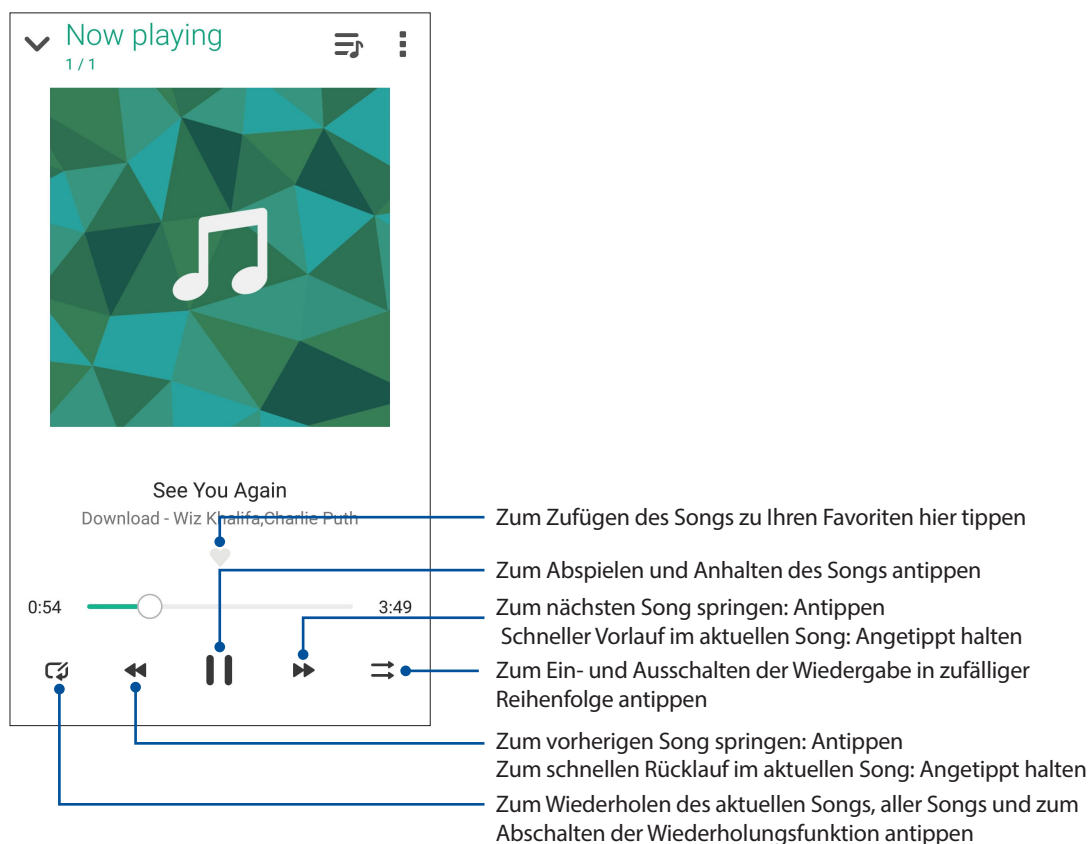 Now playing
1 / 1
See You Again
Download - Wiz Khalifa,Charlie Puth
Zum Zufügen des Songs zu Ihren Favoriten hier tippen
Zum Abspielen und Anhalten des Songs antippen
0:54
3:49
Zum nächsten Song springen: Antippen
Schneller Vorlauf im aktuellen Song: Angetippt halten
Zum Ein- und Ausschalten der Wiedergabe in zufälliger
Reihenfolge antippen
Zum vorherigen Song springen: Antippen
Zum schnellen Rücklauf im aktuellen Song: Angetippt halten
Zum Wiederholen des aktuellen Songs, aller Songs und zum
Abschalten der Wiederholungsfunktion antippen